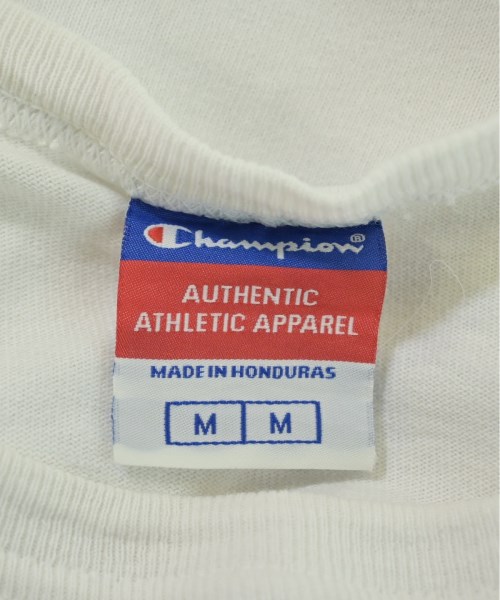 Champion®
AUTHENTIC
ATHLETIC APPAREL
MADE IN HONDURAS
M M